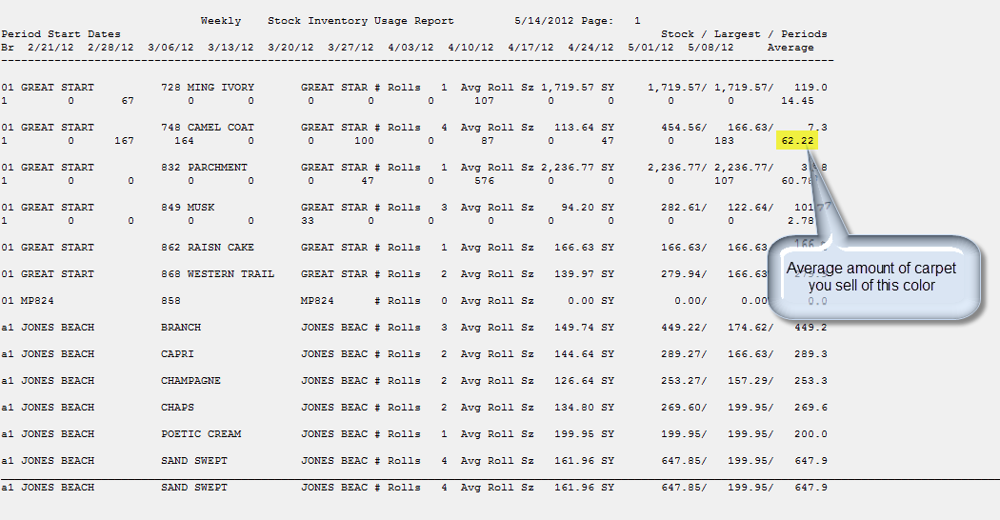 Weekly Stock Inventory Usage Report 5/14/2012 Page: 1
Period Start Dates Stock / Largest / Periods
Br 2/21/12 2/28/12 3/06/12 3/13/12 3/20/12 3/27/12 4/03/12 4/10/12 4/17/12 4/24/12 5/01/12 5/08/12 Average
01 GREAT START 728 MING IVORY GREAT STAR # Rolls 1 Avg Roll Sz 1,719.57 SY 1,719.57/ 1,719.57/ 119.0
1 0 67 0 0 0 0 107 0 0 0 0 14.45
01 GREAT START 748 CAMEL COAT GREAT STAR # Rolls 4 Avg Roll Sz 113.64 SY 454.56/ 166.63/ 7.3
1 0 167 164 0 100 0 87 0 47 0 183 62.22
01 GREAT START 832 PARCHMENT GREAT STAR # Rolls 1 Avg Roll Sz 2,236.77 SY 2,236.77/ 2,236.77/
1 0 0 0 0 47 0 576 0 0 0 107
01 GREAT START 849 MUSK GREAT STAR # Rolls 3 Avg Roll Sz 94.20 SY 282.61/ 122.64/
1 0 0 0 0 33 0 0 0 0 0 0 2.78
01 GREAT START 862 RAISN CAKE GREAT STAR # Rolls 1 Avg Roll Sz 166.63 SY 166.63/ 166.63
01 GREAT START 868 WESTERN TRAIL GREAT STAR # Rolls 2 Avg Roll Sz 139.97 SY 279.94/ 166.63
01 MP824 858 MP824 # Rolls 0 Avg Roll Sz 0.00 SY 0.00/ 0.00 0.0
Average amount of carpet
you sell of this color
a1 JONES BEACH BRANCH JONES BEAC # Rolls 3 Avg Roll Sz 149.74 SY 449.22/ 174.62/ 449.2
a1 JONES BEACH CAPRI JONES BEAC # Rolls 2 Avg Roll Sz 144.64 SY 289.27/ 166.63/ 289.3
a1 JONES BEACH CHAMPAGNE JONES BEAC # Rolls 2 Avg Roll Sz 126.64 SY 253.27/ 157.29/ 253.3
a1 JONES BEACH CHAPS JONES BEAC # Rolls 2 Avg Roll Sz 134.80 SY 269.60/ 199.95/ 269.6
a1 JONES BEACH POETIC CREAM JONES BEAC # Rolls 1 Avg Roll Sz 199.95 SY 199.95/ 199.95/ 200.0
a1 JONES BEACH SAND SWEPT JONES BEAC # Rolls 4 Avg Roll Sz 161.96 SY 647.85/ 199.95/ 647.9
a1 JONES BEACH SAND SWEPT JONES BEAC # Rolls 4 Avg Roll Sz 161.96 SY 647.85/ 199.95/ 647.9